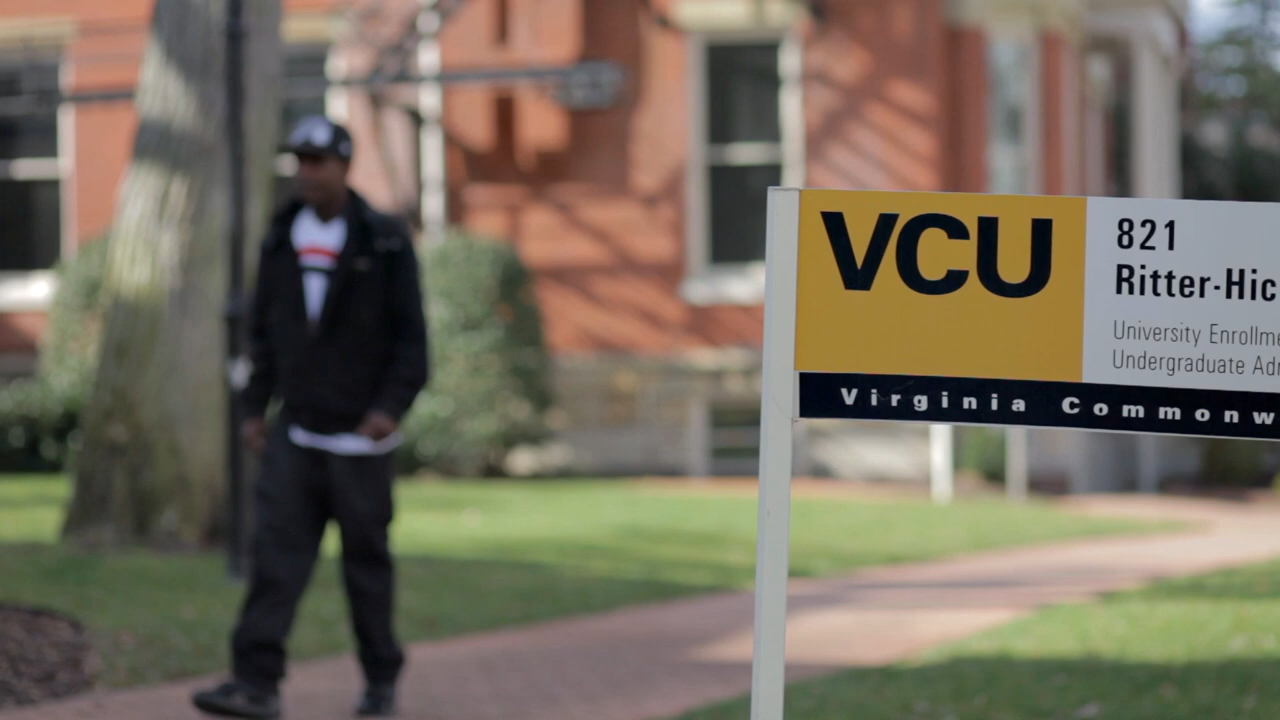 VCU
821
Ritter-Hic
University Enrollme
Undergraduate Adr
Virginia Commonw